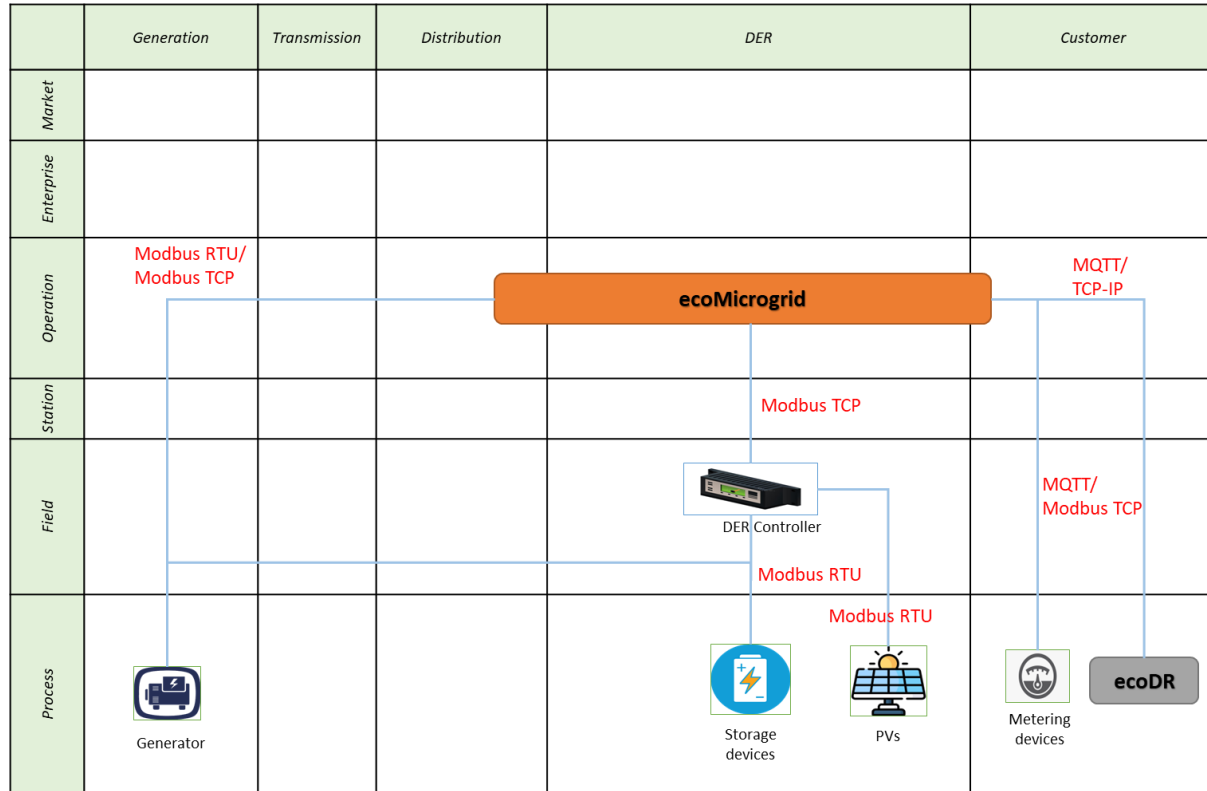 Generation
Transmission
Distribution
DER
Customer
Market
Enterprise
Operation
Modbus RTU/
Modbus TCP
ecoMicrogrid
MQTT/
TCP-IP
Station
Modbus TCP
Field
DER Controller
MQTT/
Modbus TCP
Modbus RTU
Process
Modbus RTU
Generator
Storage
devices
PVs
Metering
devices
ecoDR